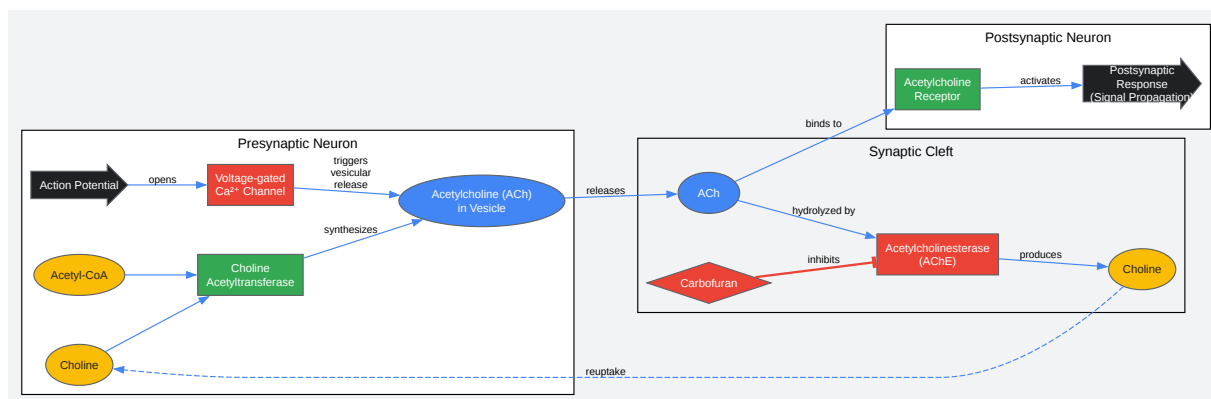 Postsynaptic Neuron
Acetylcholine
Receptor
activates
Postsynaptic
Response
(Signal Propagation)
binds to
Presynaptic Neuron
Action Potential
opens
Voltage-gated
Ca²⁺ Channel
triggers
vesicular
release
Acetylcholine (ACh)
in Vesicle
synthesizes
Acetyl-CoA
Choline
Acetyltransferase
Choline
releases
Synaptic Cleft
ACh
hydrolyzed by
Acetylcholinesterase
(AChE)
inhibits
Carbofuran
produces
Choline
reuptake